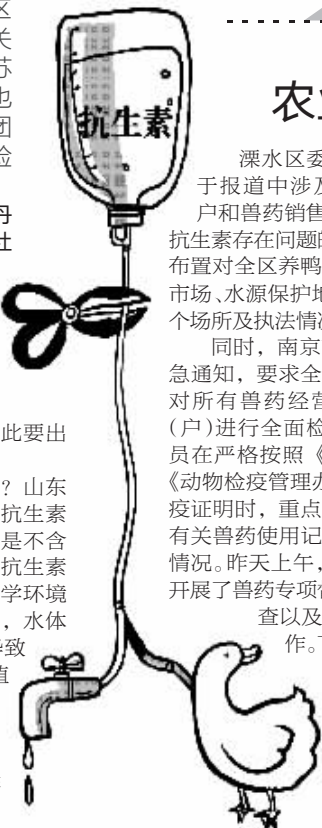 区
关
苏
也
团
检
丹
社
此要出
？山东
抗生素
是不含
抗生素
学环境
，水体
导致
值
抗生素
农业
溧水区委
于报道中涉及
户和兽药销售
抗生素存在问题的
布置对全区养鸭
市场、水源保护地
个场所及执法情况
同时，南京
急通知，要求全
对所有兽药经营
（户）进行全面检
员在严格按照《
《动物检疫管理办
疫证明时，重点
有关兽药使用记
情况。昨天上午，
开展了兽药专项
查以及
作。